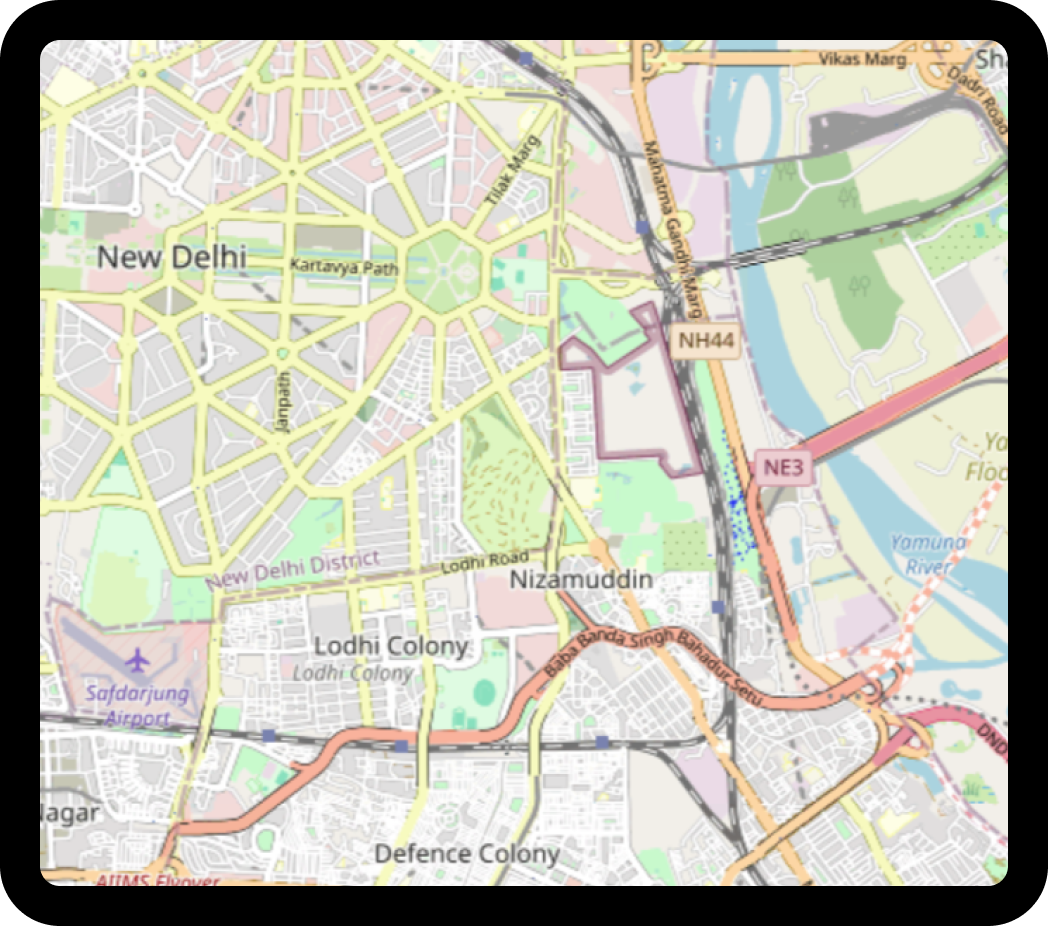 Vikas Marg
Sha
Dadri Road
Tilak Marg
Mahatma Gandhi Marg
New Delhi
Kartavya Path
NH44
Janpath
NE3
Ya
Floo
Yamuna
River
New Delhi District
Lodhi Road
Nizamuddin
Lodhi Colony
Lodhi Colony
Baba Banda Singh Bahadur Setu
Safdarjung
Airport
DND
Nagar
Defence Colony
AIIMS Flyover